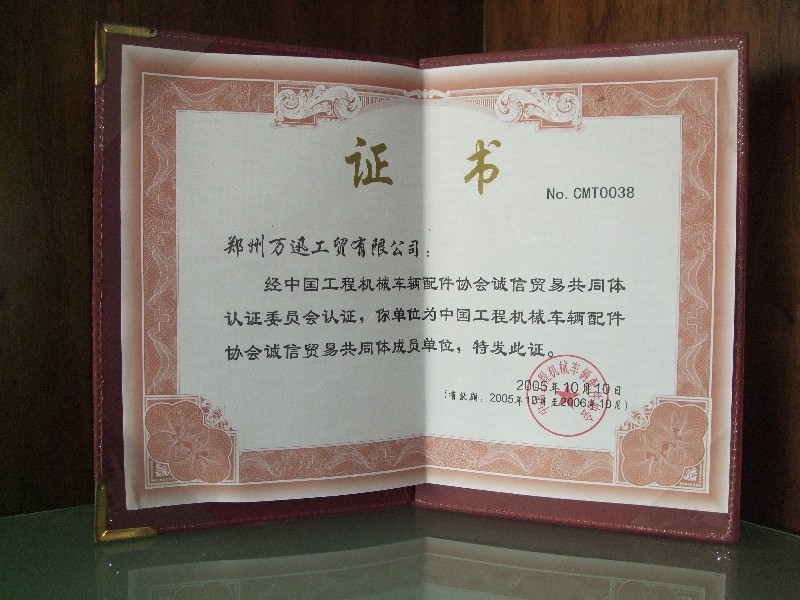 证 书
No. CMT0038
郑州万迅工贸有限公司：
经中国工程机械车辆配件协会诚信贸易共同体
认证委员会认证，你单位为中国工程机械车辆配件
协会诚信贸易共同体成员单位，特发此证。
2005年10月10日
(有效期：2005年10月至2006年10月)